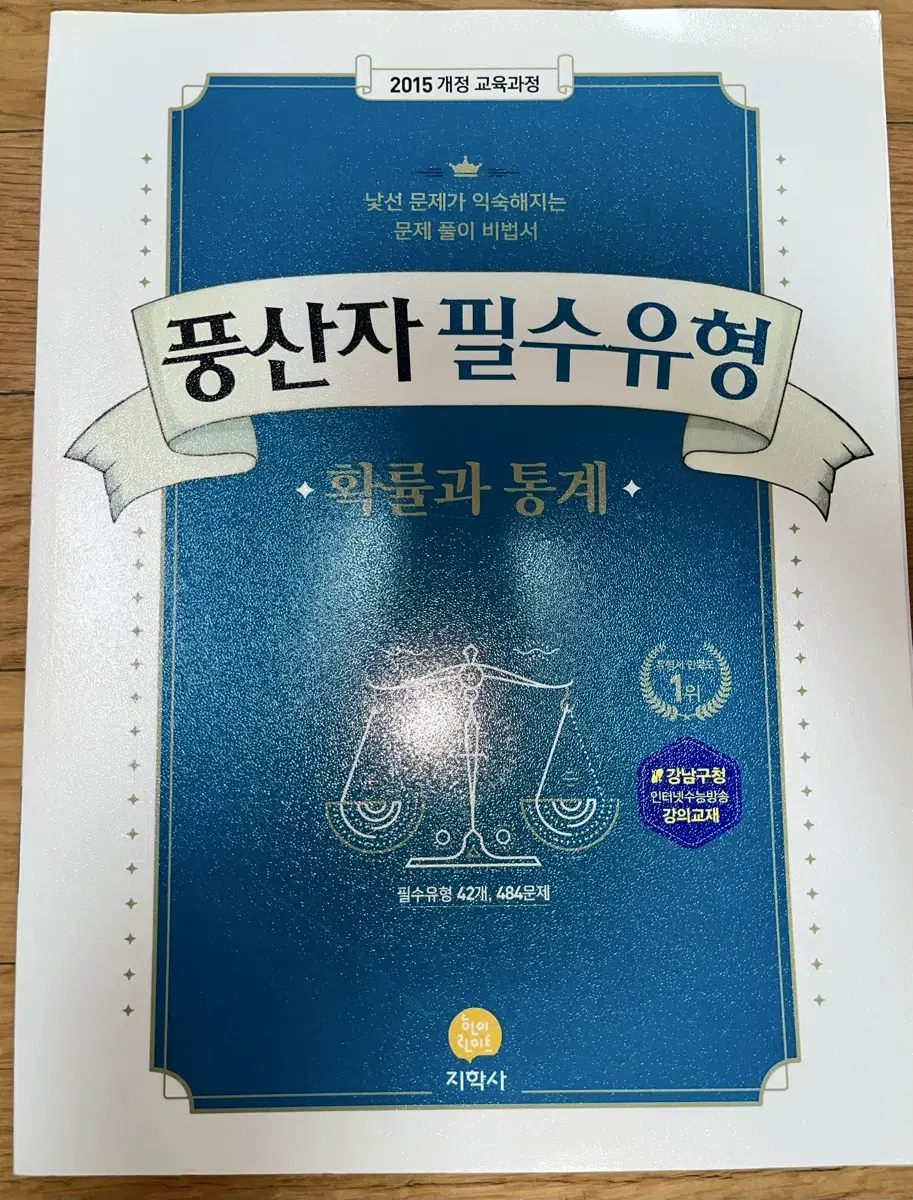 2015 개정 교육과정
낯선 문제가 익숙해지는
문제 풀이 비법서
풍산자 필수유형
확률과 통계
만족도
1위
강남구청
인터넷수능방송
강의교재
필수유형 42개, 484문제
지학사